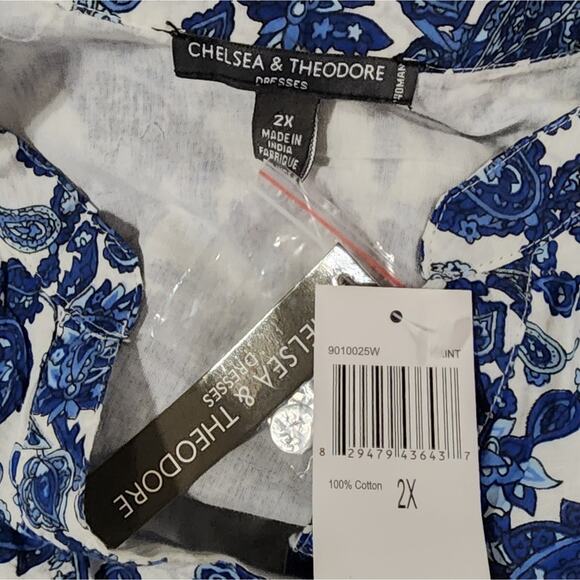 CHELSEA & THEODORE
DRESSES
WOMAN
2X
MADE IN
INDIA
FABRIQUE
CHELSEA &
THEODORE
DRESSES
9010025W
8 29479 43643 7
100% Cotton
2X